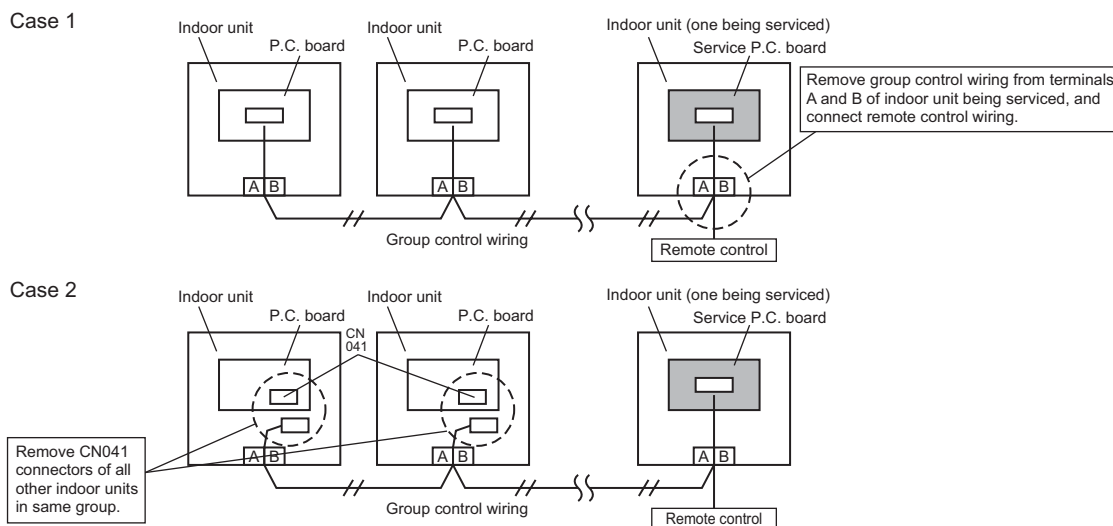 Case 1
Indoor unit
P.C. board
Indoor unit
P.C. board
Indoor unit (one being serviced)
Service P.C. board
Remove group control wiring from terminals
A and B of indoor unit being serviced, and
connect remote control wiring.
A B
A B
A B
Group control wiring
Remote control
Case 2
Indoor unit
P.C. board
CN
041
Indoor unit
P.C. board
Indoor unit (one being serviced)
Service P.C. board
Remove CN041
connectors of all
other indoor units
in same group.
A B
A B
A B
Group control wiring
Remote control